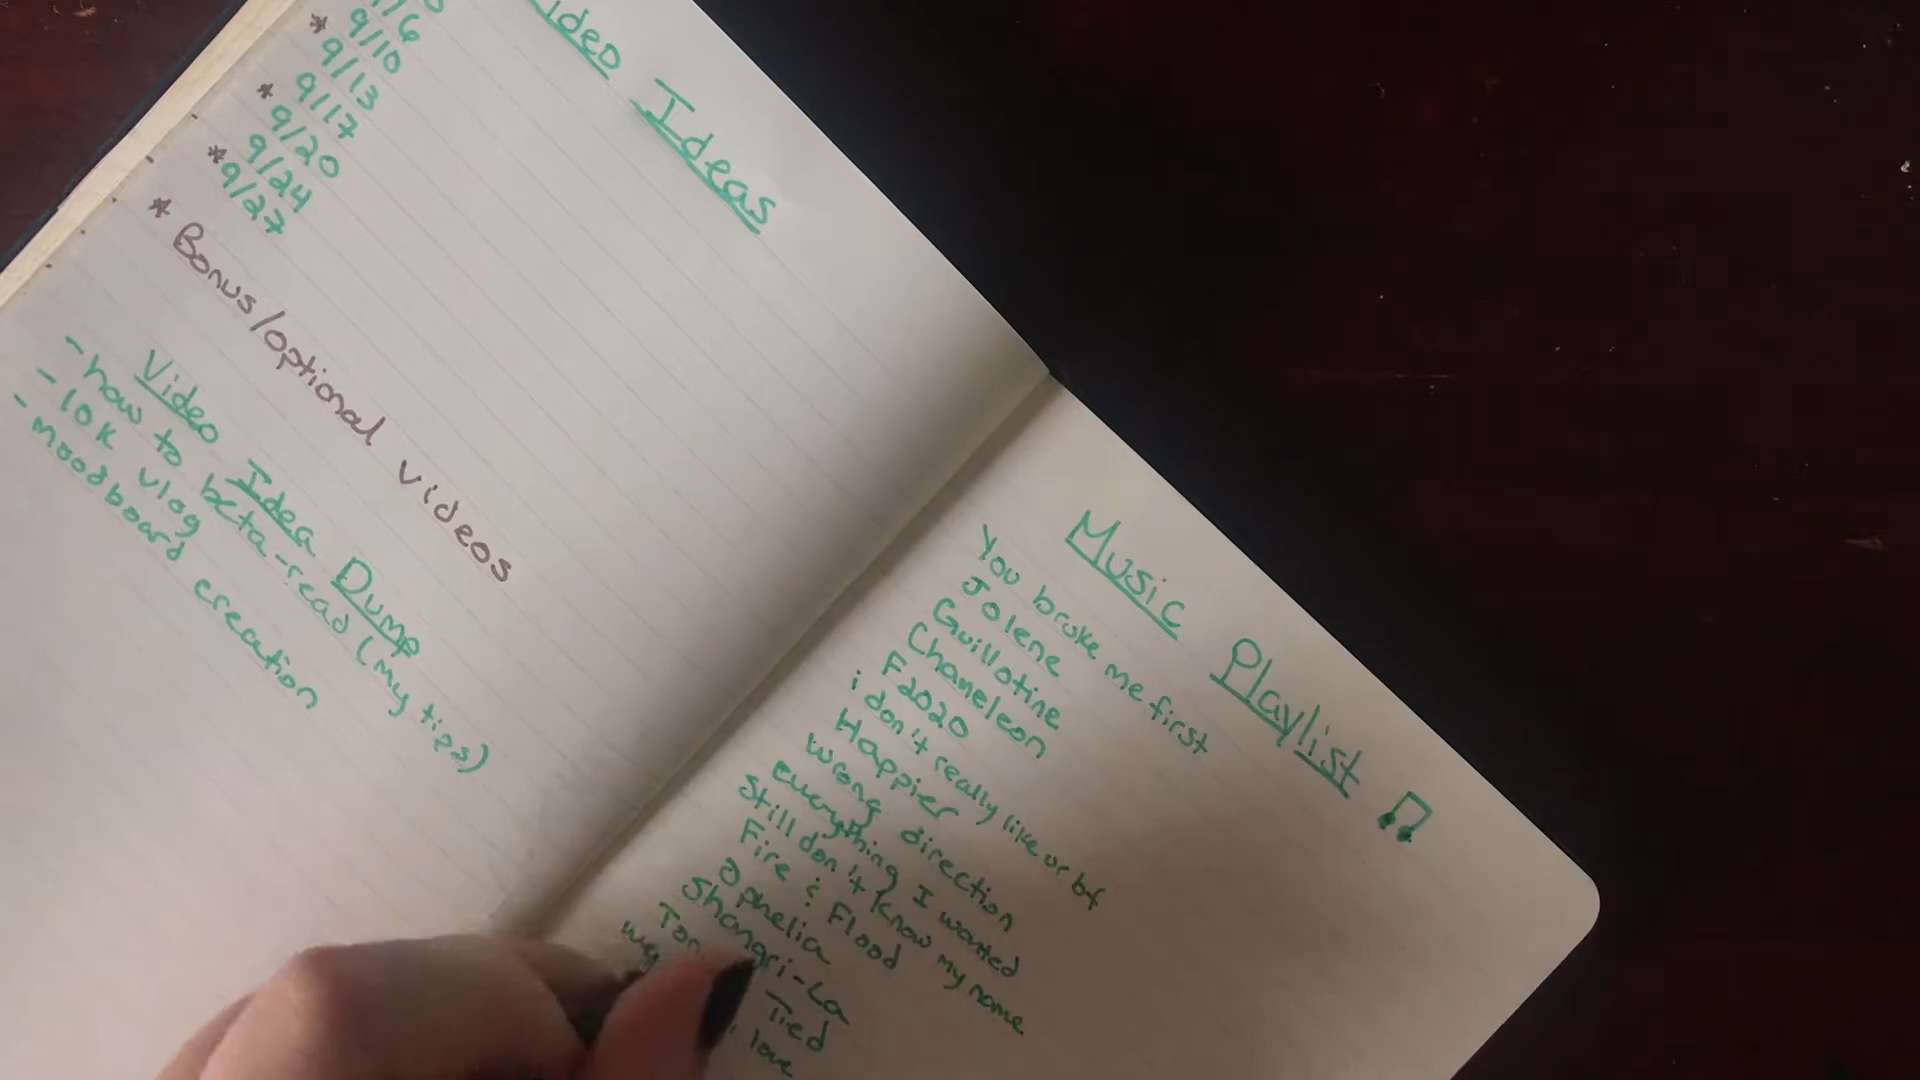 Video Ideas
9/6
9/10
* 9/13
9/17
* 9/20
9/24
* 9/27
* Bonus/optional videos
Video Idea Dump
- how to beta-read (my tips)
- 10K vlog
- moodboard creation
Music Playlist ♫
You broke me first
Jolene
Guillotine
Chameleon
F2020
i don't really like ur bf
Happier
Wrong direction
everything I wanted
Still don't know my name
Fire & Flood
Ophelia
Shangri-La
Tied
love